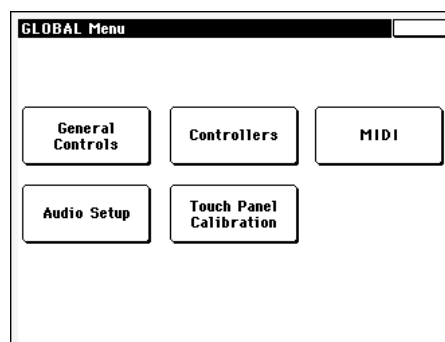 GLOBAL Menu
General
Controls
Controllers
MIDI
Audio Setup
Touch Panel
Calibration